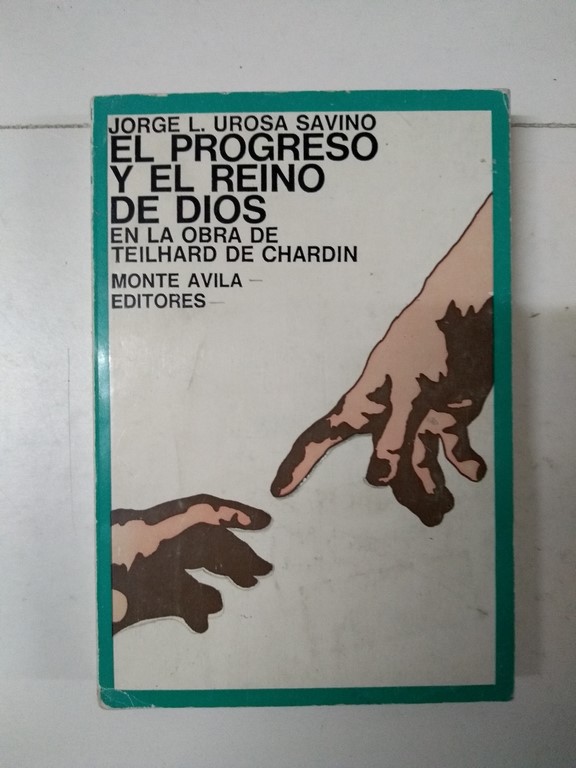 JORGE L. UROSA SAVINO
EL PROGRESO
Y EL REINO
DE DIOS
EN LA OBRA DE
TEILHARD DE CHARDIN
MONTE AVILA
EDITORES